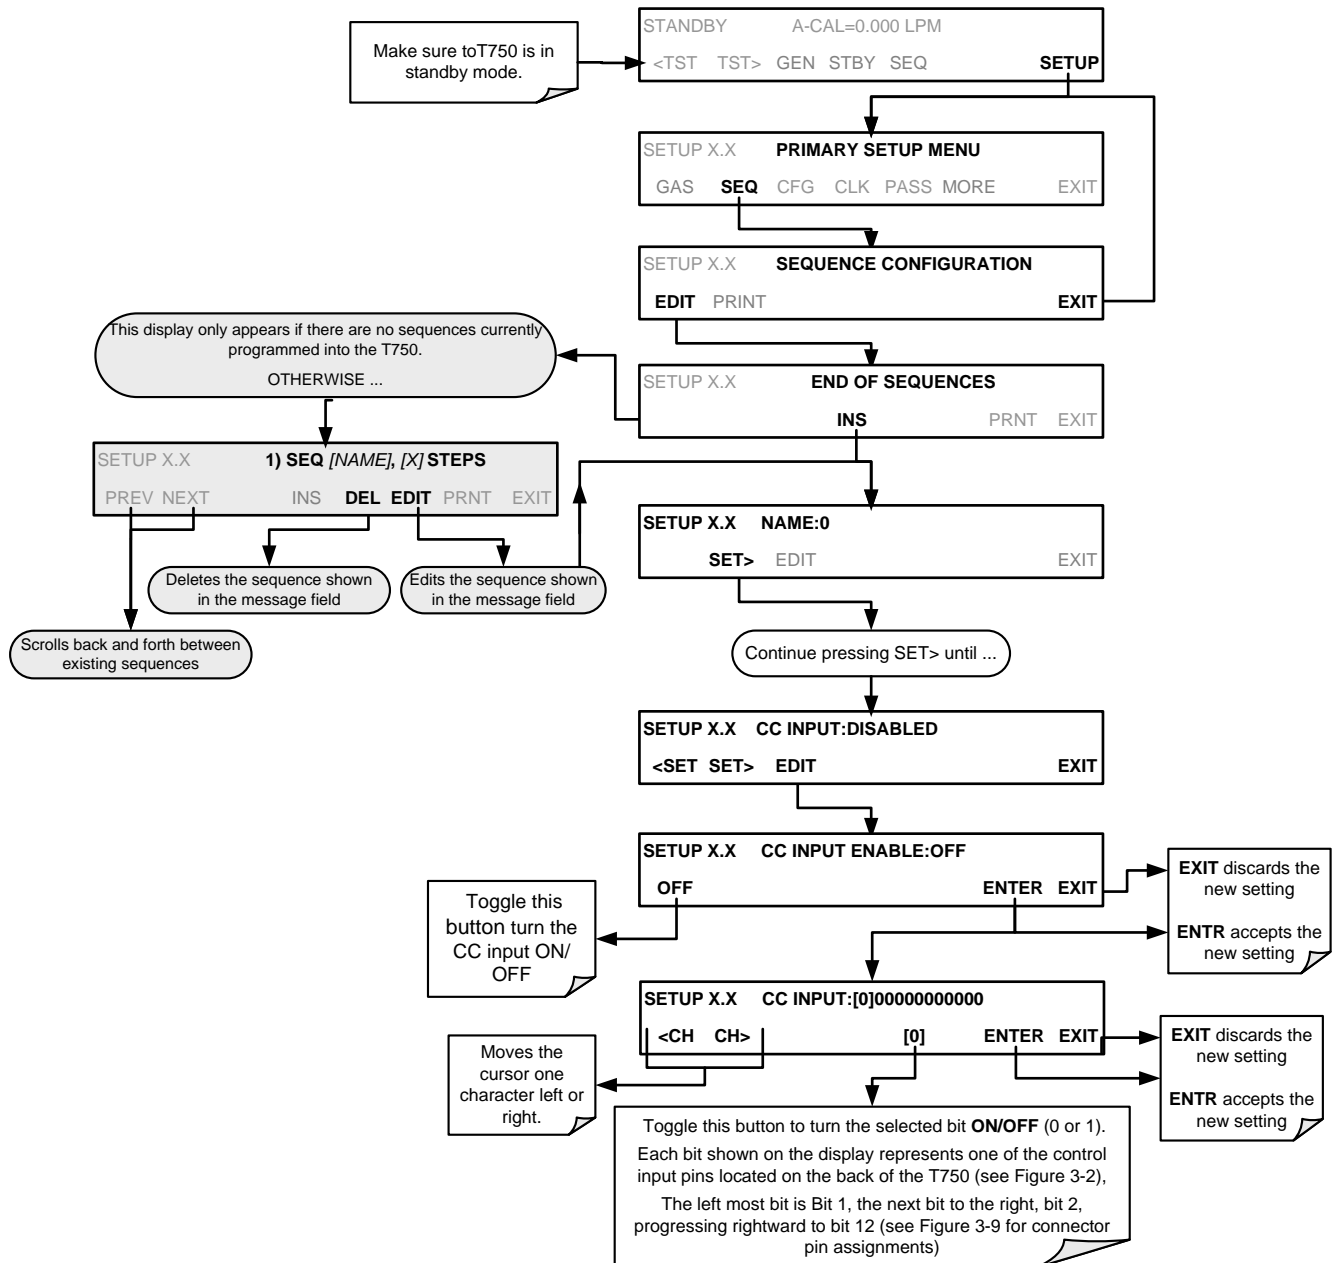 Make sure toT750 is in
standby mode.
STANDBY A-CAL=0.000 LPM
<TST TST> GEN STBY SEQ SETUP
SETUP X.X PRIMARY SETUP MENU
GAS SEQ CFG CLK PASS MORE EXIT
SETUP X.X SEQUENCE CONFIGURATION
EDIT PRINT EXIT
This display only appears if there are no sequences currently
programmed into the T750.
OTHERWISE ...
SETUP X.X END OF SEQUENCES
INS PRNT EXIT
SETUP X.X 1) SEQ [NAME], [X] STEPS
PREV NEXT INS DEL EDIT PRNT EXIT
Deletes the sequence shown
in the message field
Edits the sequence shown
in the message field
Scrolls back and forth between
existing sequences
SETUP X.X NAME:0
SET> EDIT EXIT
Continue pressing SET> until ...
SETUP X.X CC INPUT:DISABLED
<SET SET> EDIT EXIT
SETUP X.X CC INPUT ENABLE:OFF
OFF ENTER EXIT
Toggle this
button turn the
CC input ON/
OFF
EXIT discards the
new setting
ENTR accepts the
new setting
SETUP X.X CC INPUT:[0]00000000000
<CH CH> [0] ENTER EXIT
Moves the
cursor one
character left or
right.
EXIT discards the
new setting
ENTR accepts the
new setting
Toggle this button to turn the selected bit ON/OFF (0 or 1).
Each bit shown on the display represents one of the control
input pins located on the back of the T750 (see Figure 3-2),
The left most bit is Bit 1, the next bit to the right, bit 2,
progressing rightward to bit 12 (see Figure 3-9 for connector
pin assignments)